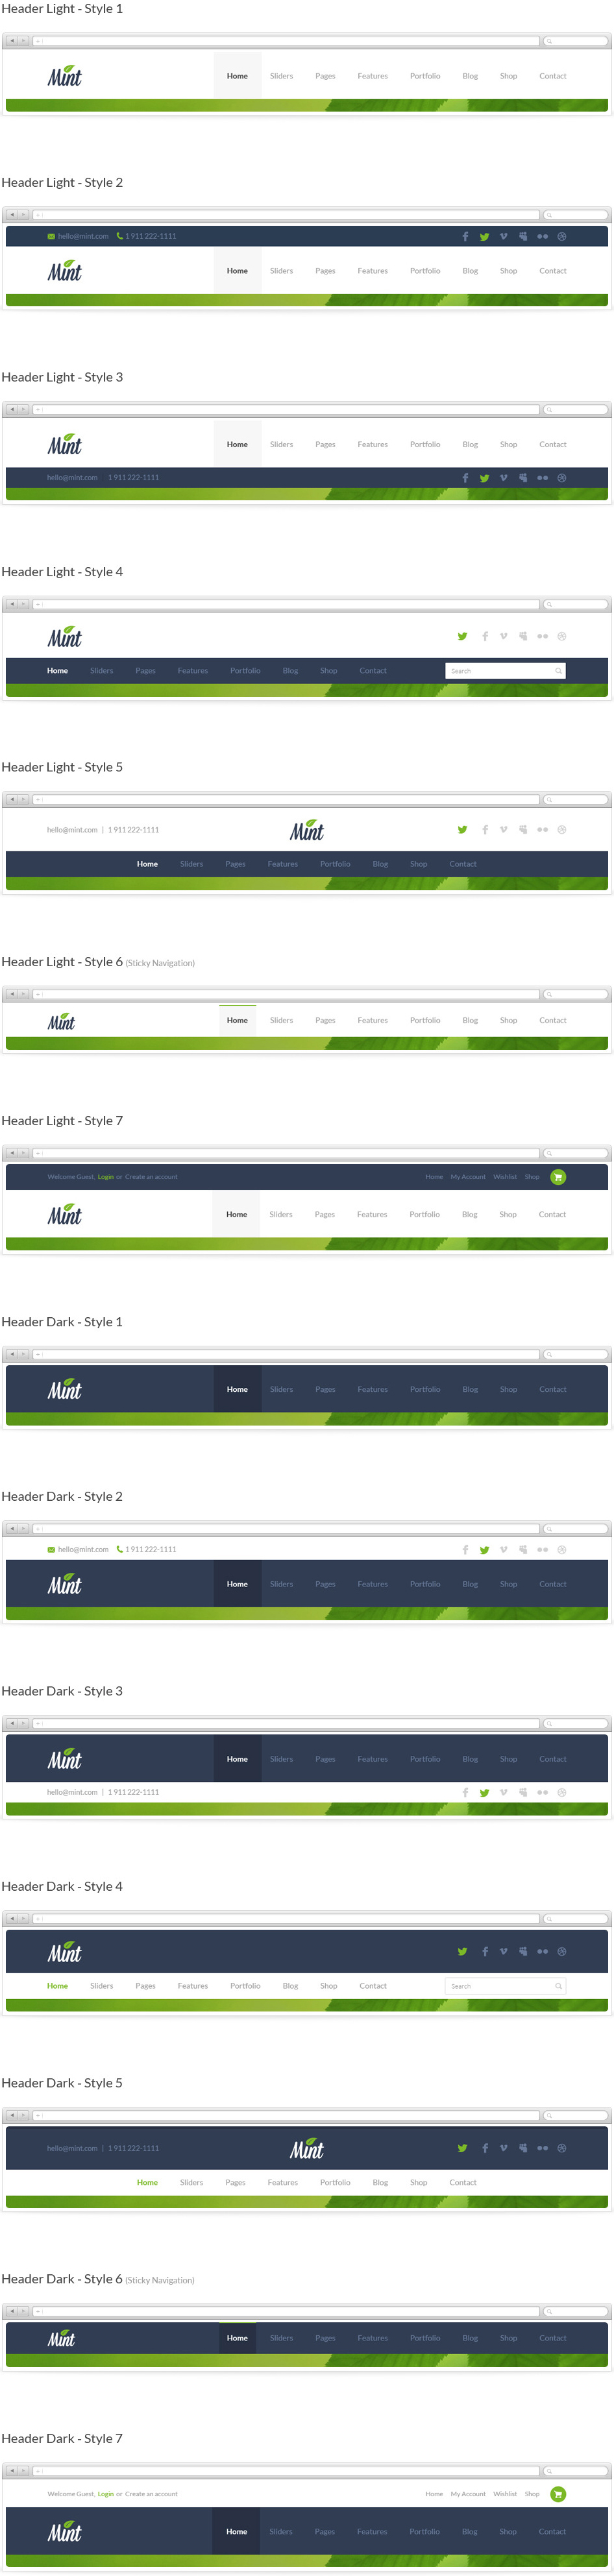 Header Light - Style 1
Mint Home Sliders Pages Features Portfolio Blog Shop Contact
Header Light - Style 2
hello@mint.com 1 911 222-1111
Mint Home Sliders Pages Features Portfolio Blog Shop Contact
Header Light - Style 3
Mint Home Sliders Pages Features Portfolio Blog Shop Contact
hello@mint.com 1 911 222-1111
Header Light - Style 4
Mint
Home Sliders Pages Features Portfolio Blog Shop Contact Search
Header Light - Style 5
hello@mint.com | 1 911 222-1111 Mint
Home Sliders Pages Features Portfolio Blog Shop Contact
Header Light - Style 6 (Sticky Navigation)
Mint Home Sliders Pages Features Portfolio Blog Shop Contact
Header Light - Style 7
Welcome Guest, Login or Create an account Home My Account Wishlist Shop
Mint Home Sliders Pages Features Portfolio Blog Shop Contact
Header Dark - Style 1
Mint Home Sliders Pages Features Portfolio Blog Shop Contact
Header Dark - Style 2
hello@mint.com 1 911 222-1111
Mint Home Sliders Pages Features Portfolio Blog Shop Contact
Header Dark - Style 3
Mint Home Sliders Pages Features Portfolio Blog Shop Contact
hello@mint.com | 1 911 222-1111
Header Dark - Style 4
Mint
Home Sliders Pages Features Portfolio Blog Shop Contact Search
Header Dark - Style 5
hello@mint.com | 1 911 222-1111 Mint
Home Sliders Pages Features Portfolio Blog Shop Contact
Header Dark - Style 6 (Sticky Navigation)
Mint Home Sliders Pages Features Portfolio Blog Shop Contact
Header Dark - Style 7
Welcome Guest, Login or Create an account Home My Account Wishlist Shop
Mint Home Sliders Pages Features Portfolio Blog Shop Contact